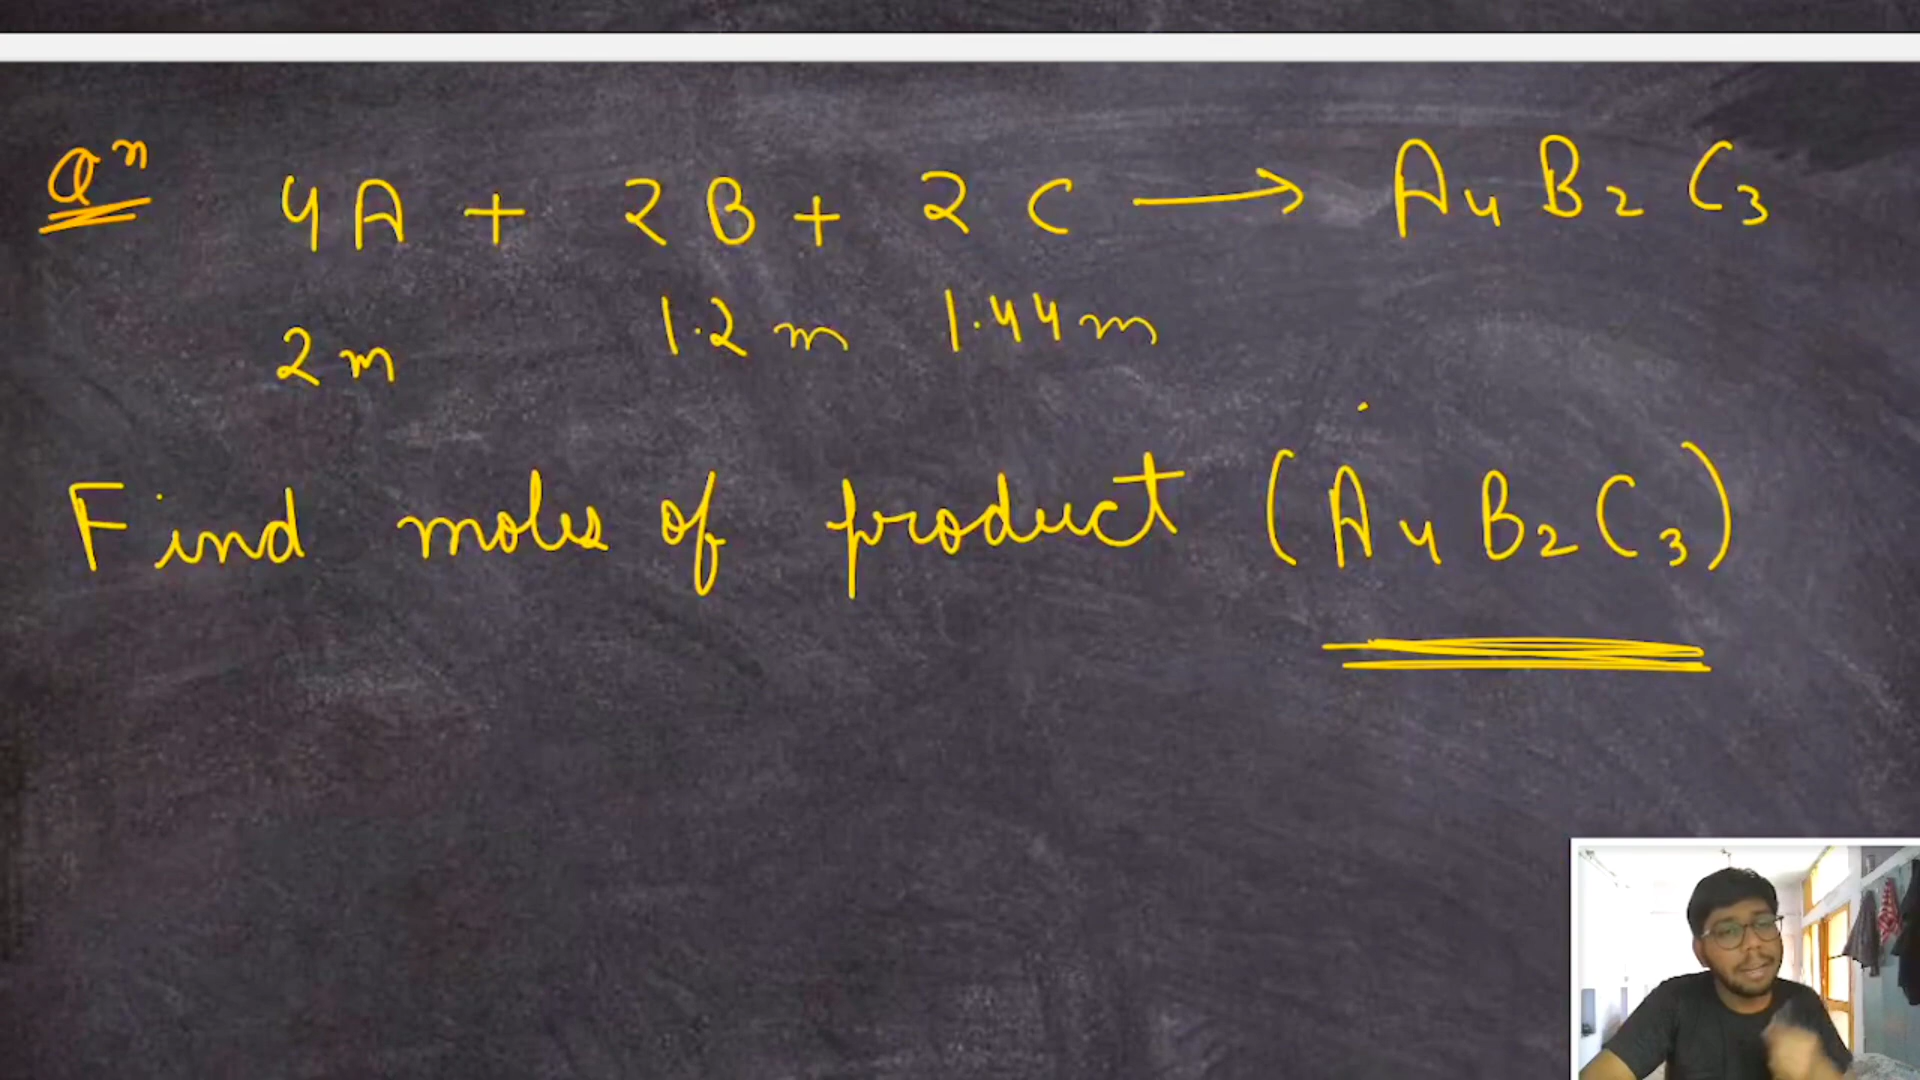 Qⁿ 4A + 2B + 2C → A₄B₂C₃
2m 1.2m 1.44m
Find moles of product (A₄B₂C₃)